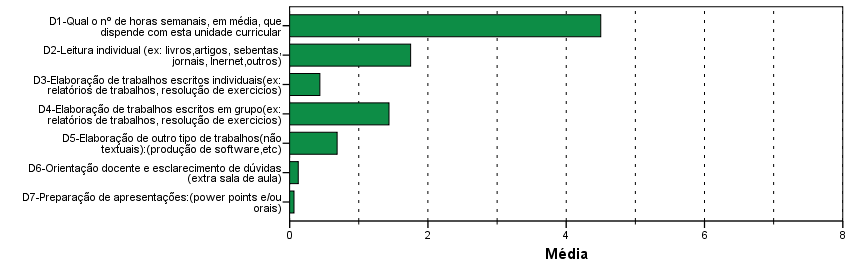 D1-Qual o nº de horas semanais, em média, que
dispende com esta unidade curricular
D2-Leitura individual (ex: livros,artigos, sebentas,
jornais, Inernet,outros)
D3-Elaboração de trabalhos escritos individuais(ex:
relatórios de trabalhos, resolução de exercicios)
D4-Elaboração de trabalhos escritos em grupo(ex:
relatórios de trabalhos, resolução de exercicios)
D5-Elaboração de outro tipo de trabalhos(não
textuais):(produção de software,etc)
D6-Orientação docente e esclarecimento de dúvidas
(extra sala de aula)
D7-Preparação de apresentações:(power points e/ou
orais)
0 2 4 6 8
Média